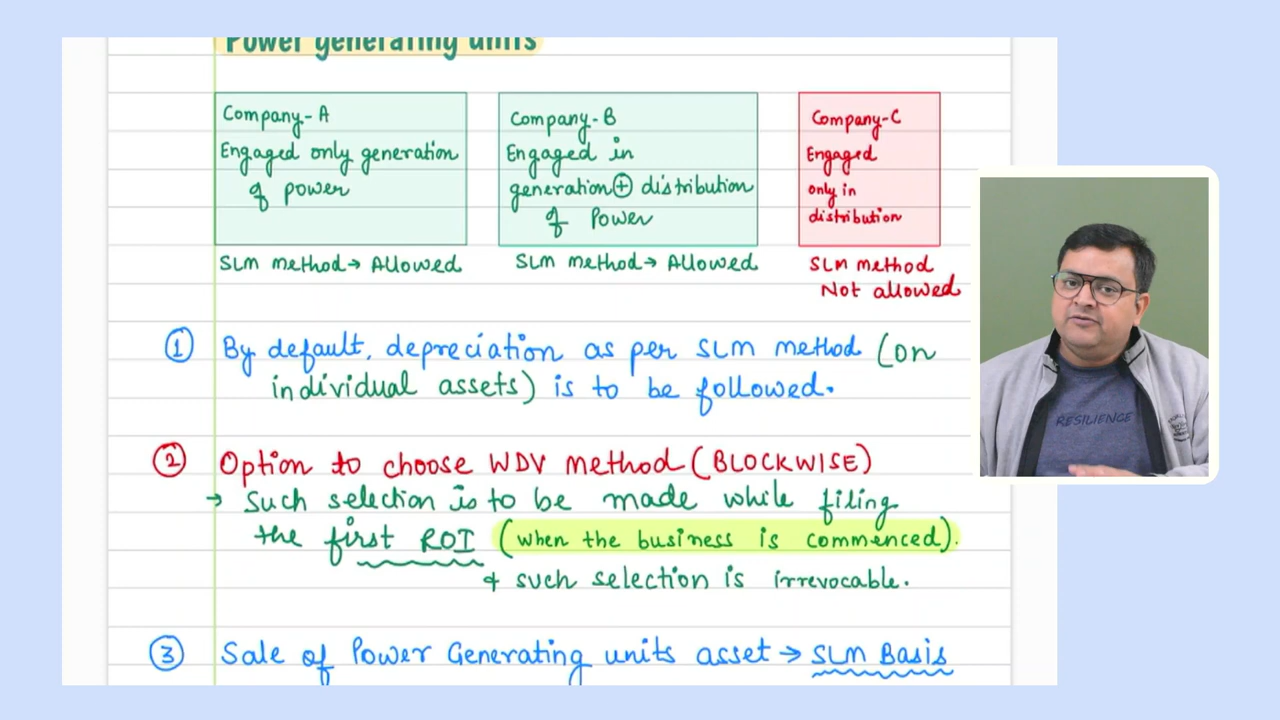 Power generating units
Company-A
Engaged only generation
of power
SLM method→ Allowed
Company-B
Engaged in
generation⊕ distribution
of Power
SLM method→ Allowed
Company-C
Engaged
only in
distribution
SLM method
Not allowed
① By default, depreciation as per SLM method (on
individual assets) is to be followed.
② Option to choose WDV method (BLOCKWISE)
→ Such selection is to be made while filing
the first ROI (when the business is commenced).
& such selection is irrevocable.
③ Sale of Power Generating units asset → SLM Basis
RESILIENCE